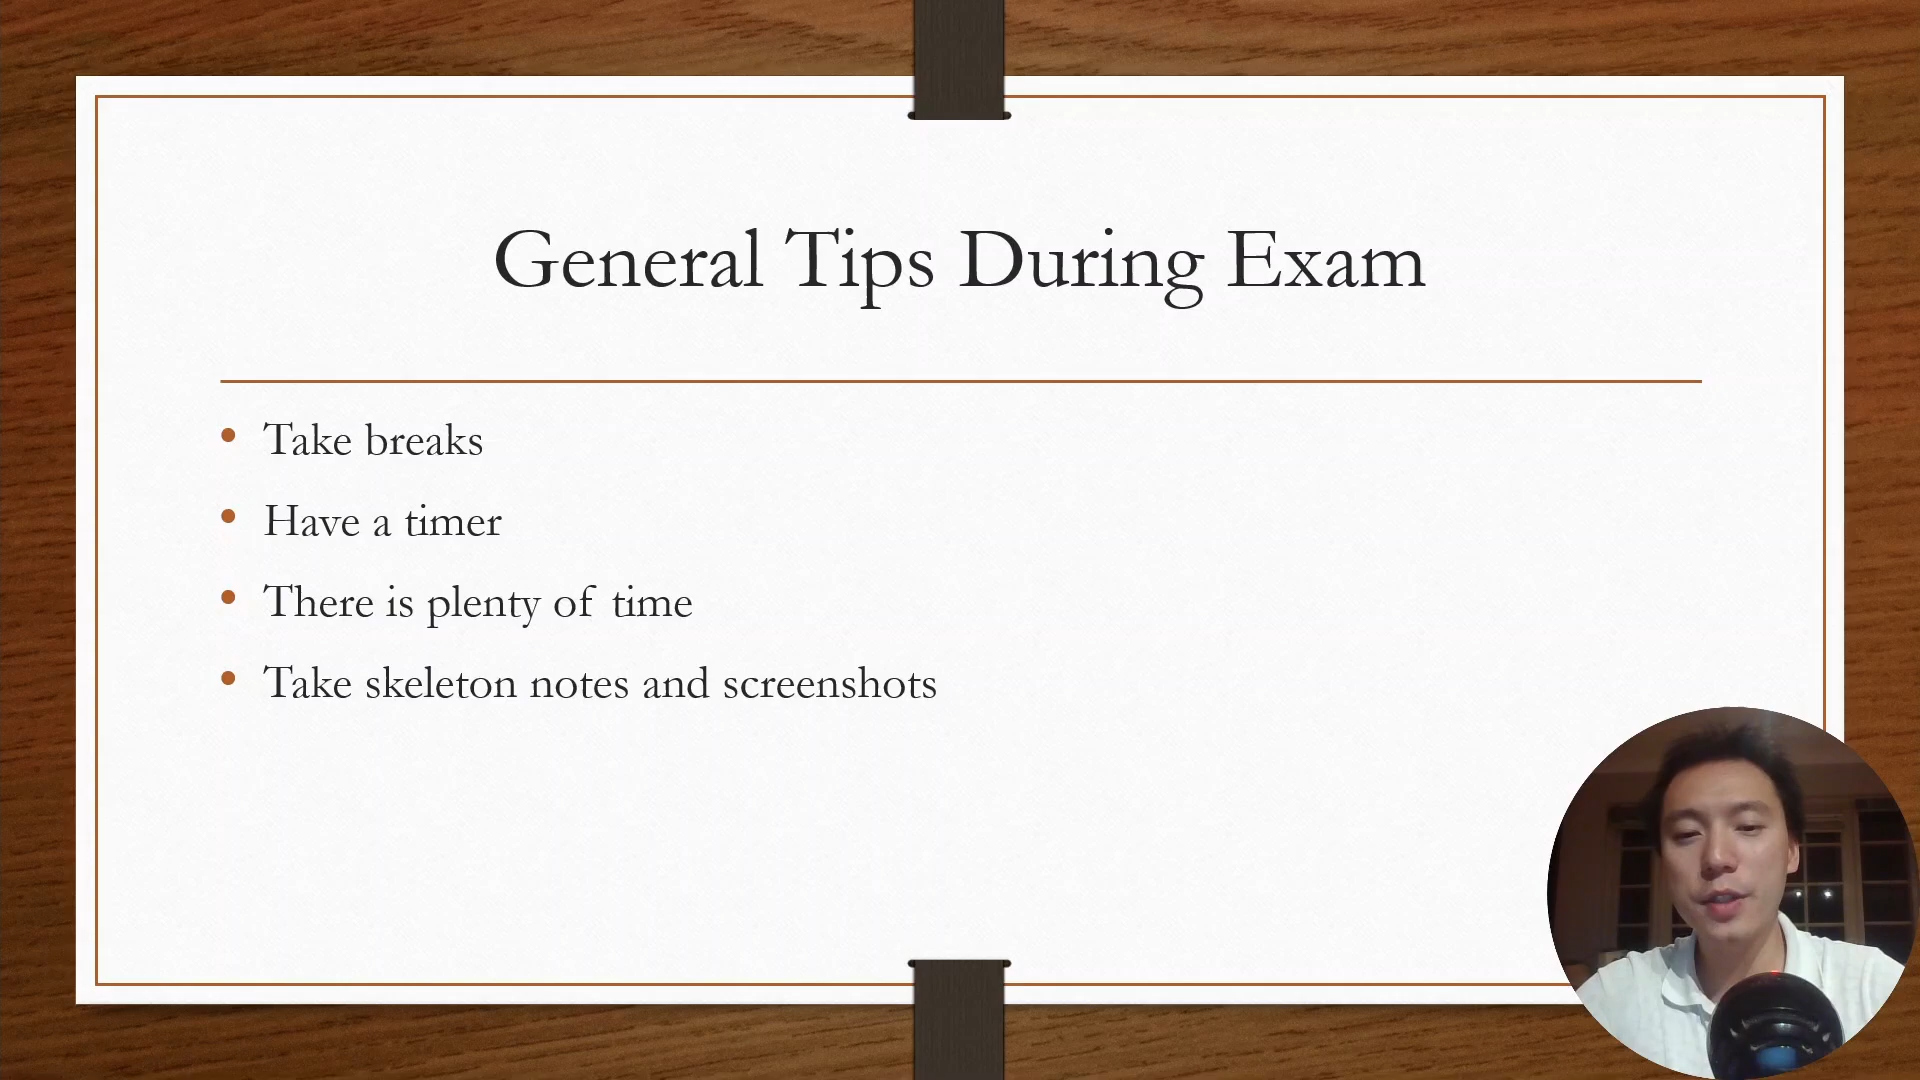 General Tips During Exam
• Take breaks
• Have a timer
• There is plenty of time
• Take skeleton notes and screenshots